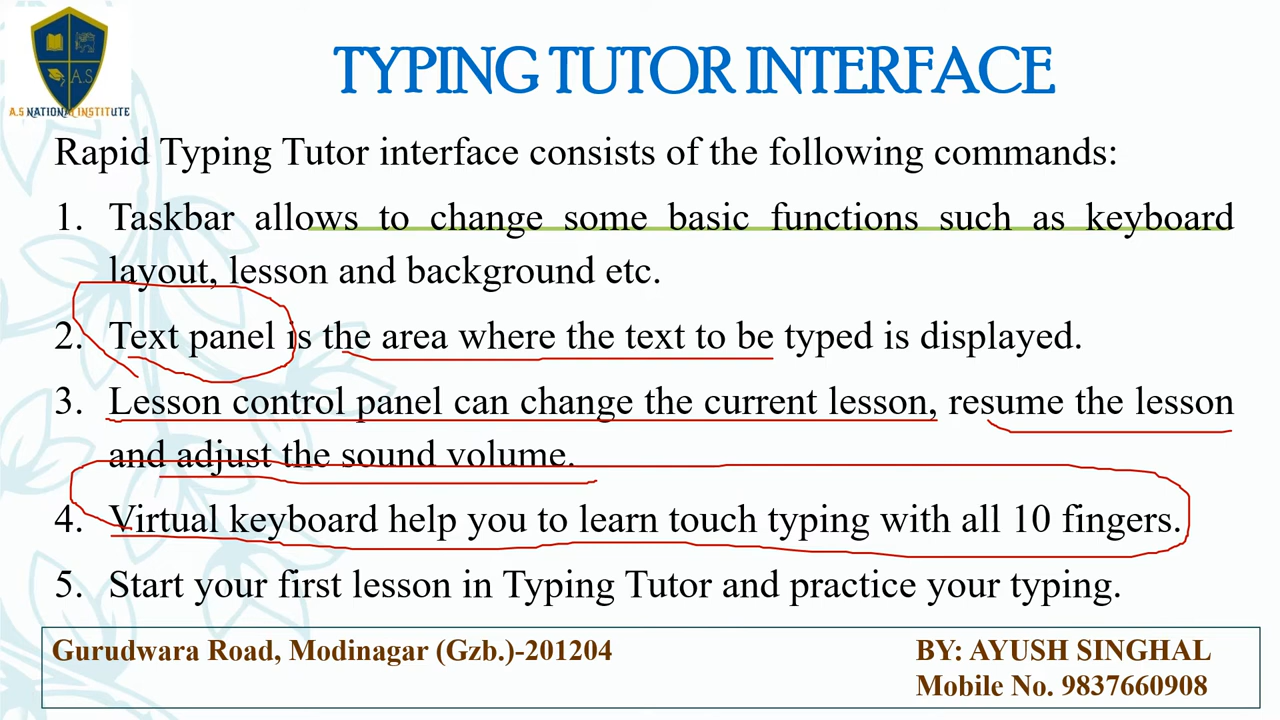 A.S
A.S NATIONAL INSTITUTE
TYPING TUTOR INTERFACE
Rapid Typing Tutor interface consists of the following commands:
1. Taskbar allows to change some basic functions such as keyboard
layout, lesson and background etc.
2. Text panel is the area where the text to be typed is displayed.
3. Lesson control panel can change the current lesson, resume the lesson
and adjust the sound volume.
4. Virtual keyboard help you to learn touch typing with all 10 fingers.
5. Start your first lesson in Typing Tutor and practice your typing.
Gurudwara Road, Modinagar (Gzb.)-201204
BY: AYUSH SINGHAL
Mobile No. 9837660908